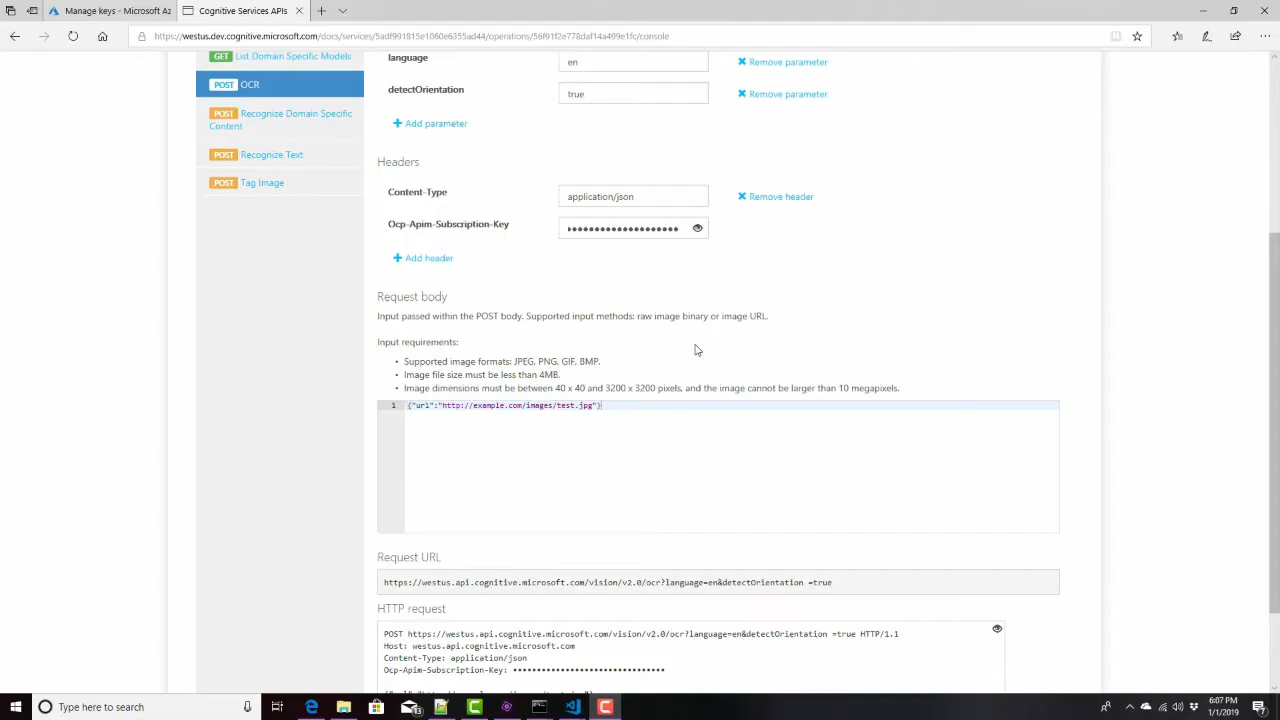 Manage keys - Microsoft A
Cognitive APIs
https://westus.dev.cognitive.microsoft.com/docs/services/5adf991815e1060e6355ad44/operations/56f91f2e778daf14a499e1fc/console
GET List Domain Specific Models
language
en
Remove parameter
POST OCR
detectOrientation
true
Remove parameter
POST Recognize Domain Specific
Content
Add parameter
POST Recognize Text
Headers
POST Tag Image
Content-Type
application/json
Remove header
Ocp-Apim-Subscription-Key
Add header
Request body
Input passed within the POST body. Supported input methods: raw image binary or image URL.
Input requirements:
• Supported image formats: JPEG, PNG, GIF, BMP.
• Image file size must be less than 4MB.
• Image dimensions must be between 40 x 40 and 3200 x 3200 pixels, and the image cannot be larger than 10 megapixels.
1 {"url":"http://example.com/images/test.jpg"}
Request URL
https://westus.api.cognitive.microsoft.com/vision/v2.0/ocr?language=en&detectOrientation =true
HTTP request
POST https://westus.api.cognitive.microsoft.com/vision/v2.0/ocr?language=en&detectOrientation =true HTTP/1.1
Host: westus.api.cognitive.microsoft.com
Content-Type: application/json
Ocp-Apim-Subscription-Key: ••••••••••••••••••••••••••••••••
Type here to search
6:07 PM
1/1/2019